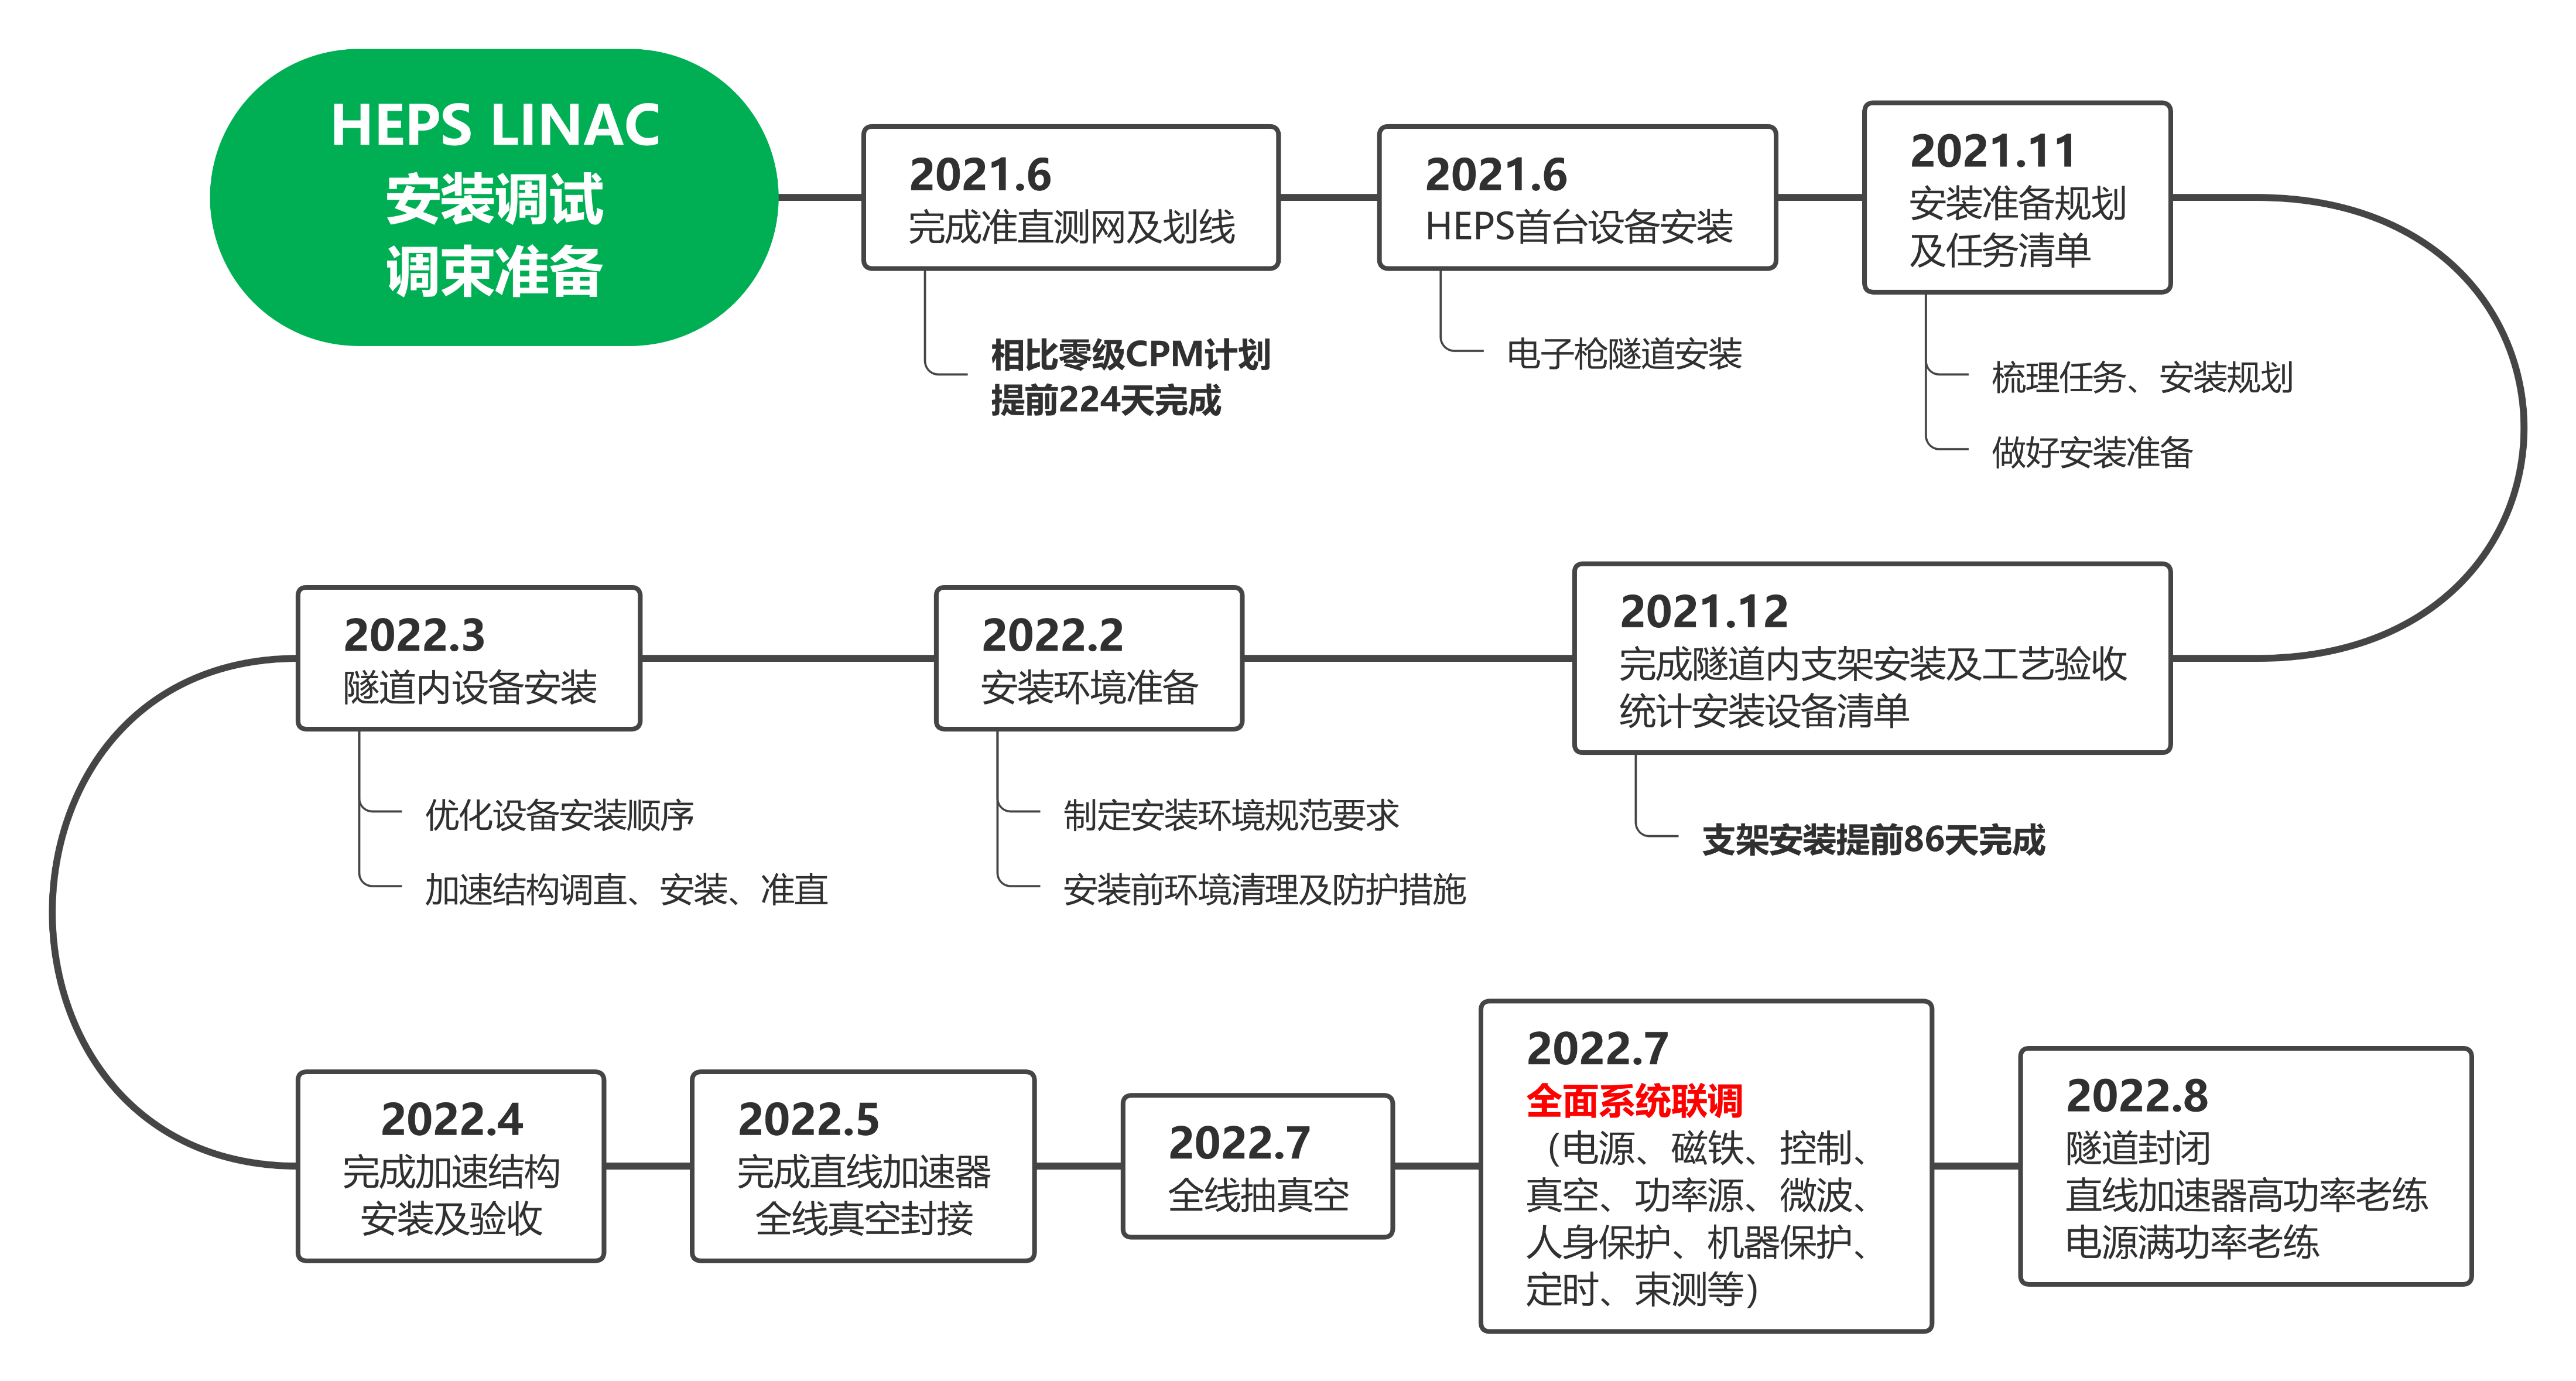 HEPS LINAC
安装调试
调束准备
2021.6
完成准直测网及划线
相比零级CPM计划
提前224天完成
2021.6
HEPS首台设备安装
电子枪隧道安装
2021.11
安装准备规划
及任务清单
梳理任务、安装规划
做好安装准备
2021.12
完成隧道内支架安装及工艺验收
统计安装设备清单
支架安装提前86天完成
2022.2
安装环境准备
制定安装环境规范要求
安装前环境清理及防护措施
2022.3
隧道内设备安装
优化设备安装顺序
加速结构调直、安装、准直
2022.4
完成加速结构
安装及验收
2022.5
完成直线加速器
全线真空封接
2022.7
全线抽真空
2022.7
全面系统联调
（电源、磁铁、控制、
真空、功率源、微波、
人身保护、机器保护、
定时、束测等）
2022.8
隧道封闭
直线加速器高功率老练
电源满功率老练